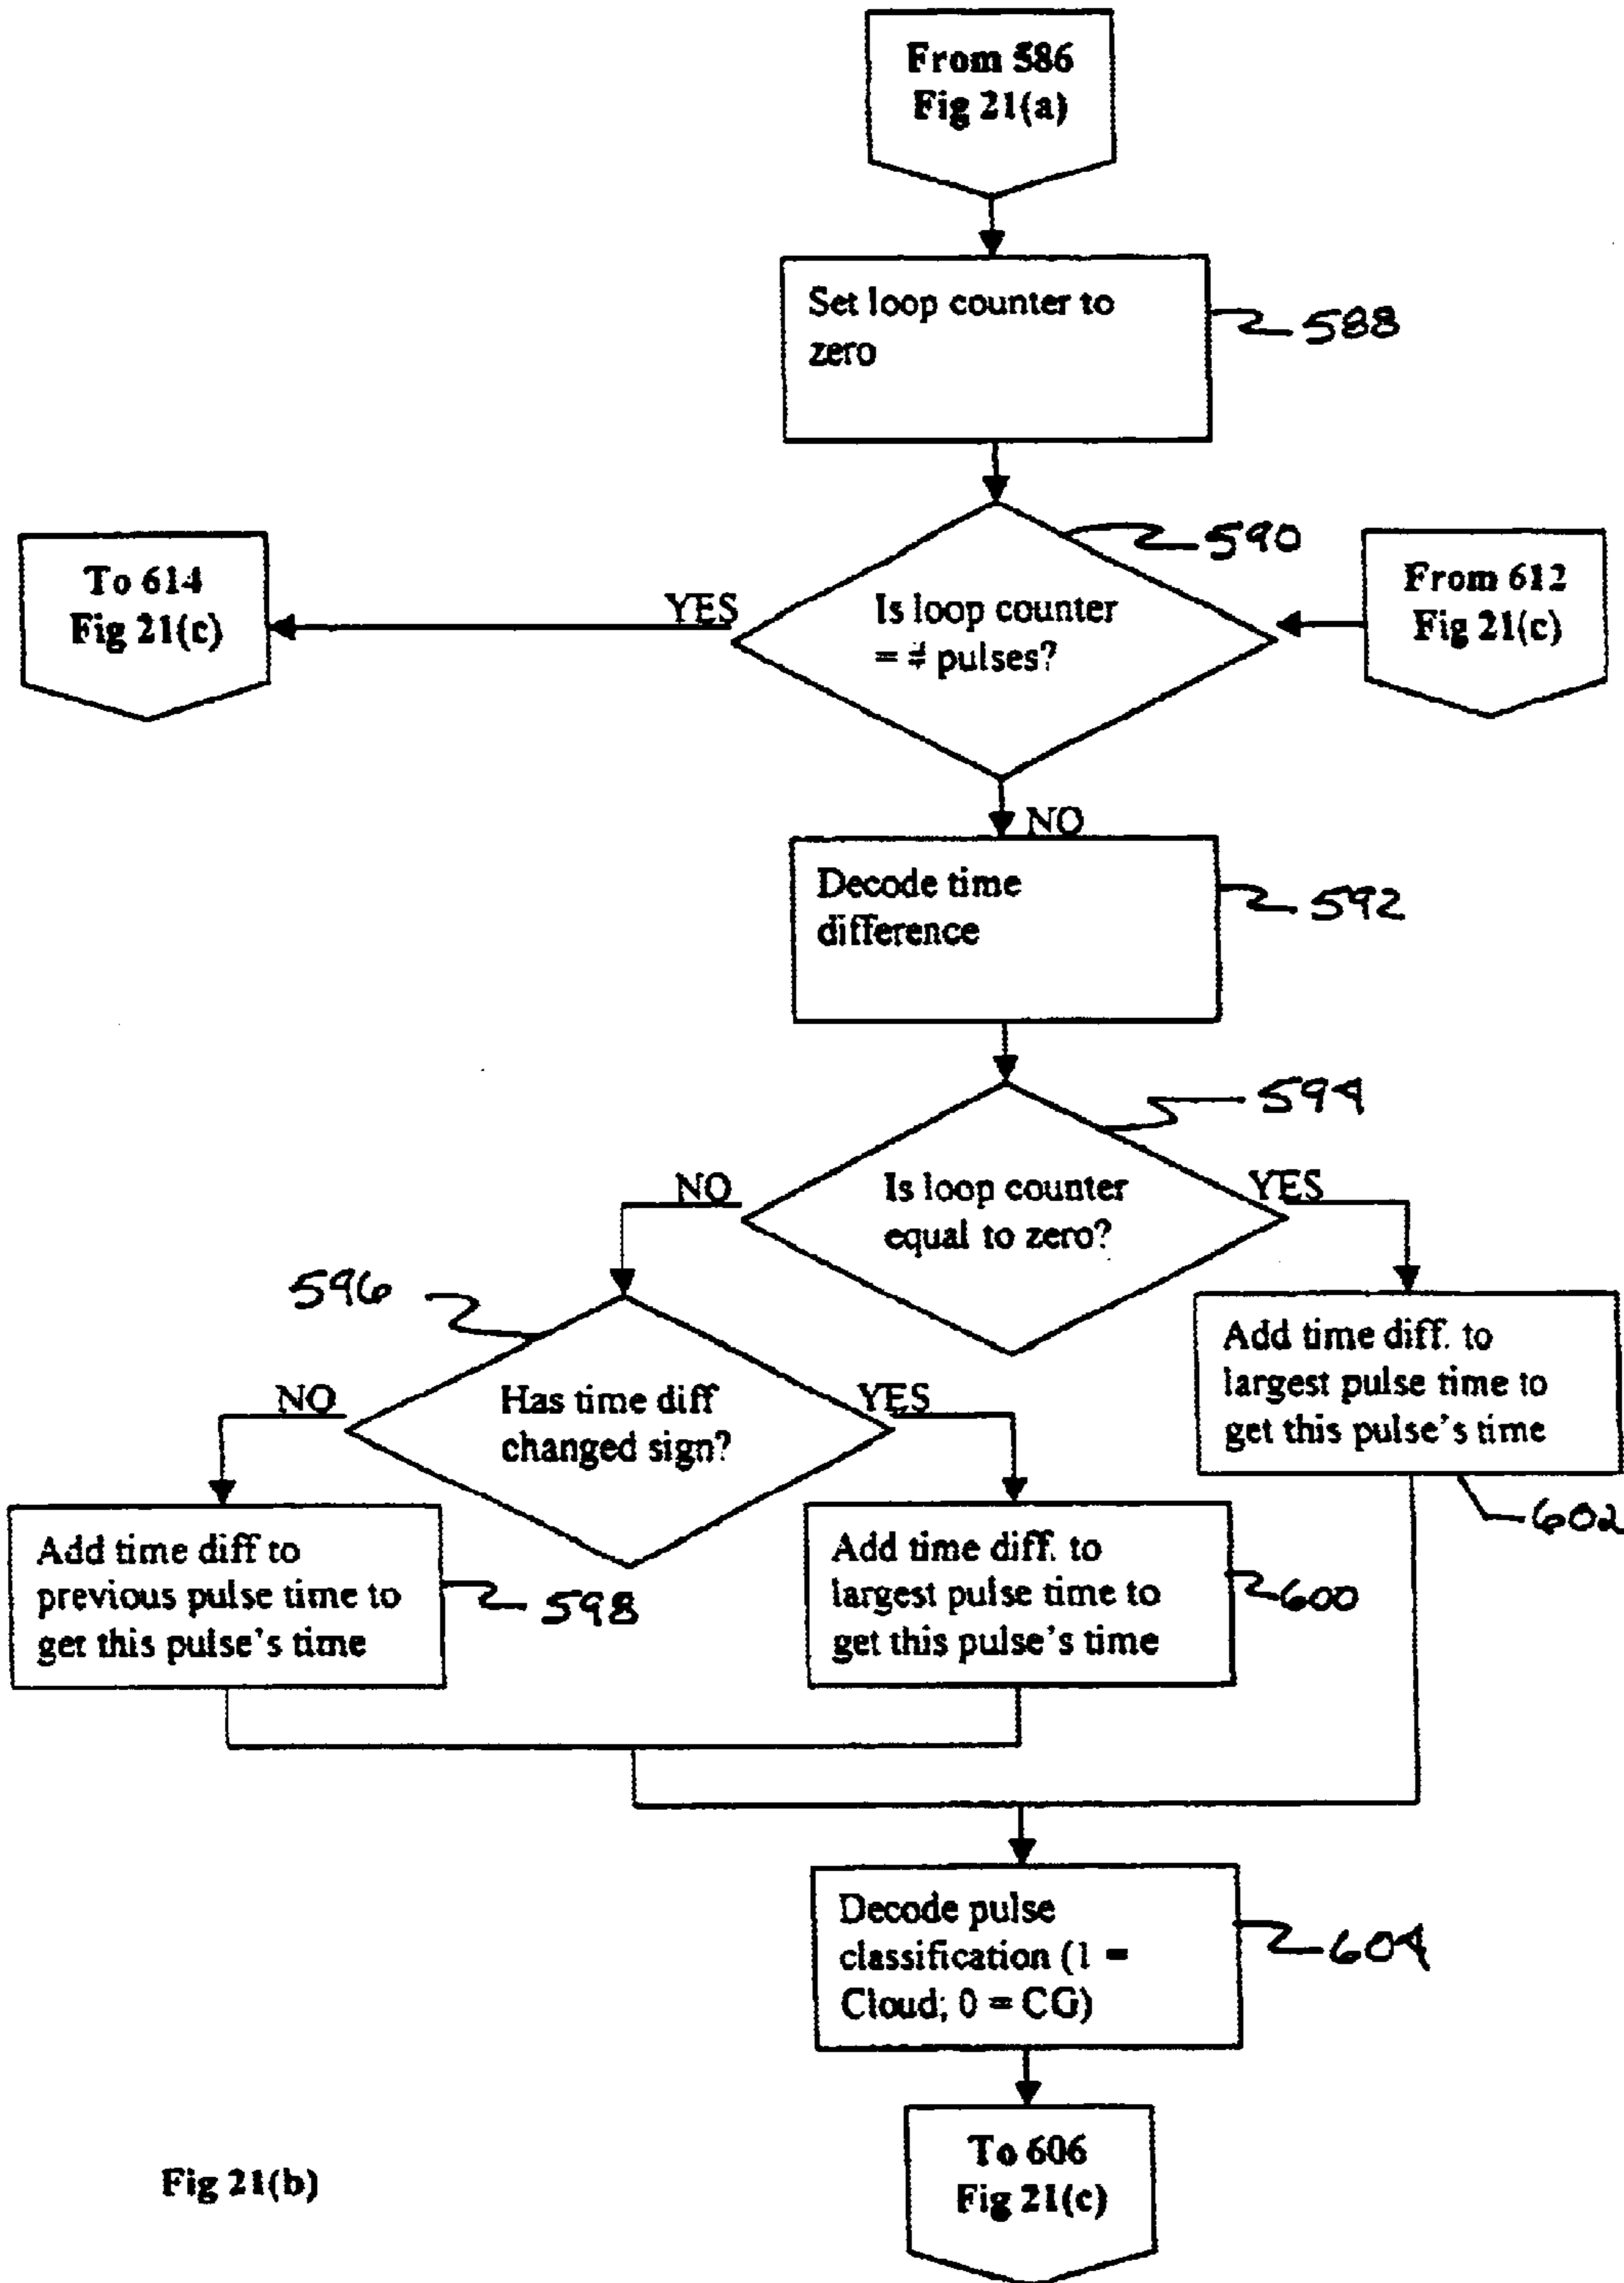 From 586
Fig 21(a)
Set loop counter to
zero
588
590
To 614
Fig 21(c)
YES
Is loop counter
= # pulses?
From 612
Fig 21(c)
NO
Decode time
difference
592
594
NO
Is loop counter
equal to zero?
YES
596
Add time diff. to
largest pulse time to
get this pulse's time
602
NO
Has time diff
changed sign?
YES
Add time diff to
previous pulse time to
get this pulse's time
598
Add time diff. to
largest pulse time to
get this pulse's time
600
Decode pulse
classification (1 =
Cloud; 0 = CG)
604
To 606
Fig 21(c)
Fig 21(b)